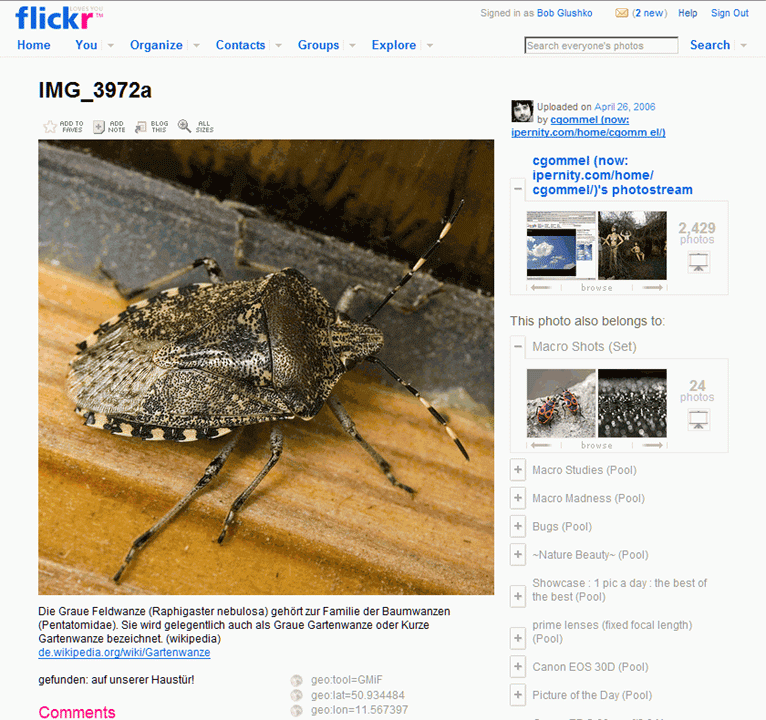 flickr LOVES YOU ™
Signed in as Bob Glushko (2 new) Help Sign Out
Home You Organize Contacts Groups Explore
Search everyone's photos Search
IMG_3972a
ADD TO FAVES
ADD NOTE
BLOG THIS
ALL SIZES
Die Graue Feldwanze (Raphigaster nebulosa) gehört zur Familie der Baumwanzen
(Pentatomidae). Sie wird gelegentlich auch als Graue Gartenwanze oder Kurze
Gartenwanze bezeichnet. (wikipedia)
de.wikipedia.org/wiki/Gartenwanze
gefunden: auf unserer Haustür!
geo:tool=GMiF
geo:lat=50.934484
geo:lon=11.567397
Comments
Uploaded on April 26, 2006
by cgommel (now:
ipernity.com/home/cgomm el/)
cgommel (now:
ipernity.com/home/
cgommel/)'s photostream
2,429
photos
browse
This photo also belongs to:
Macro Shots (Set)
24
photos
browse
Macro Studies (Pool)
Macro Madness (Pool)
Bugs (Pool)
~Nature Beauty~ (Pool)
Showcase : 1 pic a day : the best of
the best (Pool)
prime lenses (fixed focal length)
(Pool)
Canon EOS 30D (Pool)
Picture of the Day (Pool)